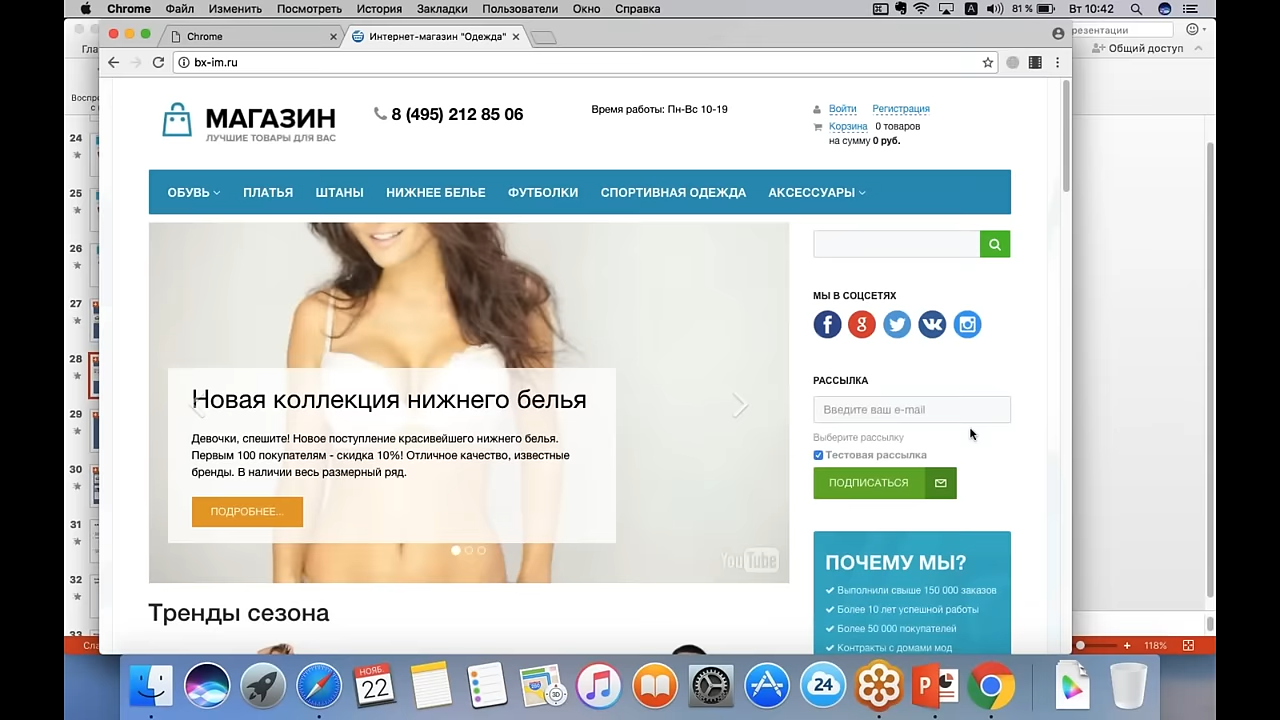 Chrome Файл Изменить Посмотреть История Закладки Пользователи Окно Справка
A 81 % Вт 10:42
Chrome
Интернет-магазин "Одежда"
bx-im.ru
Общий доступ
МАГАЗИН
ЛУЧШИЕ ТОВАРЫ ДЛЯ ВАС
8 (495) 212 85 06
Время работы: Пн-Вс 10-19
Войти Регистрация
Корзина 0 товаров
на сумму 0 руб.
ОБУВЬ ПЛАТЬЯ ШТАНЫ НИЖНЕЕ БЕЛЬЕ ФУТБОЛКИ СПОРТИВНАЯ ОДЕЖДА АКСЕССУАРЫ
24
25
26
27
28
29
30
31
32
33
Новая коллекция нижнего белья
Девочки, спешите! Новое поступление красивейшего нижнего белья.
Первым 100 покупателям - скидка 10%! Отличное качество, известные
бренды. В наличии весь размерный ряд.
ПОДРОБНЕЕ...
YouTube
Тренды сезона
МЫ В СОЦСЕТЯХ
РАССЫЛКА
Введите ваш e-mail
Выберите рассылку
Тестовая рассылка
ПОДПИСАТЬСЯ
ПОЧЕМУ МЫ?
Выполнили свыше 150 000 заказов
Более 10 лет успешной работы
Более 50 000 покупателей
Контракты с домами мод
118%
НОЯБ.
22
24